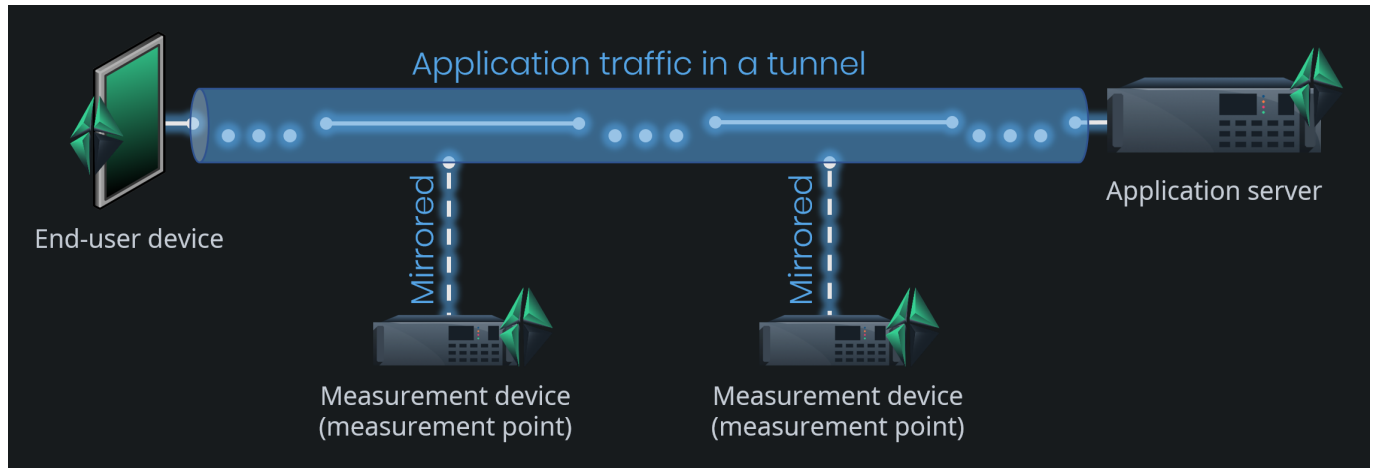 Application traffic in a tunnel
Application server
End-user device
Mirrored
Mirrored
Measurement device
(measurement point)
Measurement device
(measurement point)